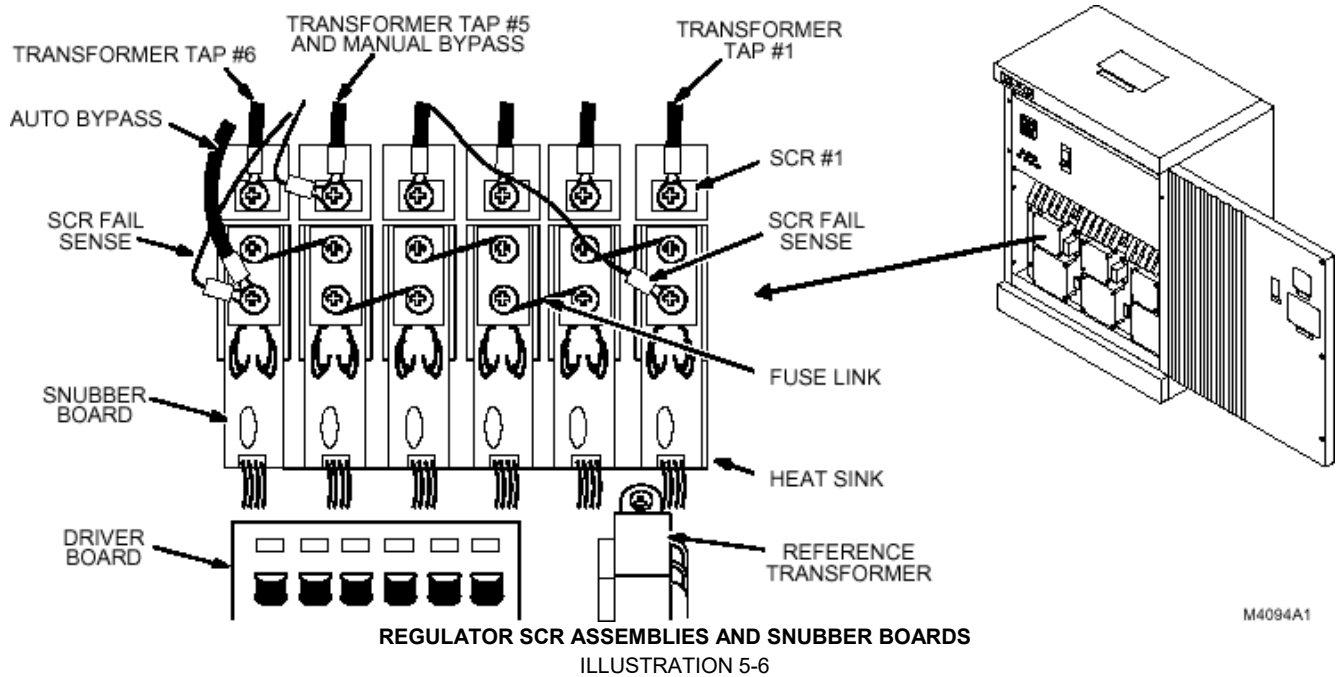 TRANSFORMER TAP #6
TRANSFORMER TAP #5
AND MANUAL BYPASS
TRANSFORMER
TAP #1
AUTO BYPASS
SCR #1
SCR FAIL
SENSE
SCR FAIL
SENSE
FUSE LINK
SNUBBER
BOARD
HEAT SINK
DRIVER
BOARD
REFERENCE
TRANSFORMER
M4094A1
REGULATOR SCR ASSEMBLIES AND SNUBBER BOARDS
ILLUSTRATION 5-6